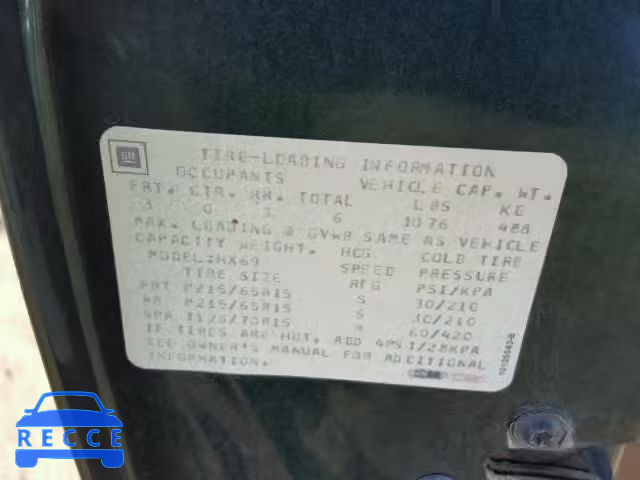 GM
TIRE-LOADING INFORMATION
OCCUPANTS VEHICLE CAP. WT.
FRT. CTR. RR. TOTAL LBS KG
3 0 3 6 1076 488
MAX. LOADING @ GVWR SAME AS VEHICLE
CAPACITY WEIGHT. HCG COLD TIRE
MODEL:HX69 SPEED PRESSURE
TIRE SIZE RTG PSI/KPA
FRT P215/65R15 S 30/210
RR P215/65R15 S 30/210
SPA T125/70R15 M 60/420
IF TIRES ARE HOT, ADD 4PSI/28KPA
SEE OWNER'S MANUAL FOR ADDITIONAL
INFORMATION.
RECCE